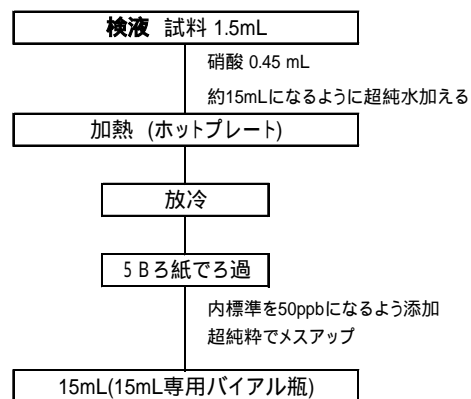 検液 試料 1.5mL
硝酸 0.45 mL
約15mLになるように超純水加える
加熱 (ホットプレート)
放冷
5 B ろ紙でろ過
内標準を50ppbになるよう添加
超純粋でメスアップ
15mL(15mL専用バイアル瓶)